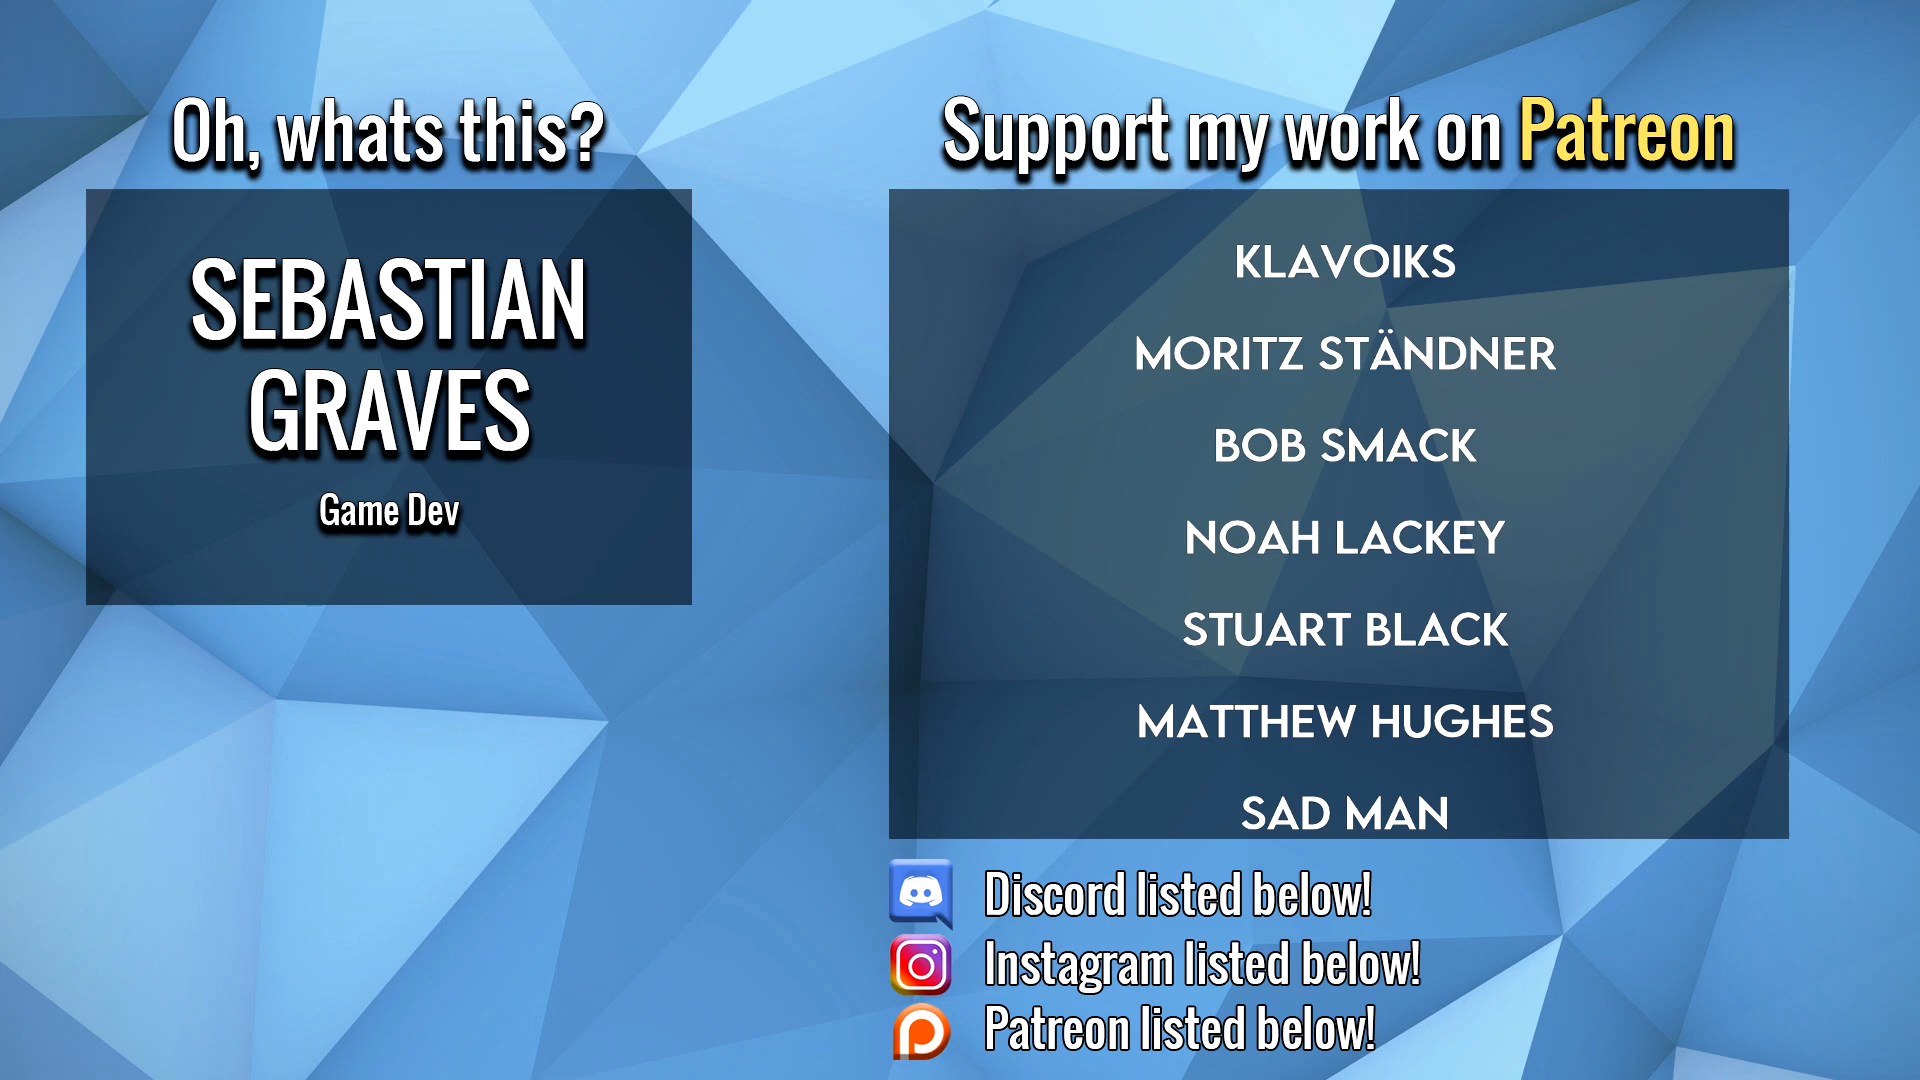 Oh, whats this?
SEBASTIAN
GRAVES
Game Dev
Support my work on Patreon
KLAVOIKS
MORITZ STÄNDNER
BOB SMACK
NOAH LACKEY
STUART BLACK
MATTHEW HUGHES
SAD MAN
Discord listed below!
Instagram listed below!
Patreon listed below!